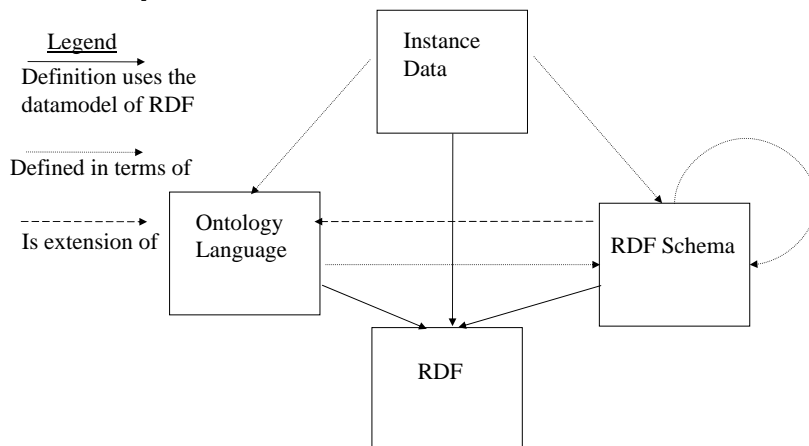 Legend
Definition uses the
datamodel of RDF
Defined in terms of
Is extension of
Instance
Data
Ontology
Language
RDF Schema
RDF